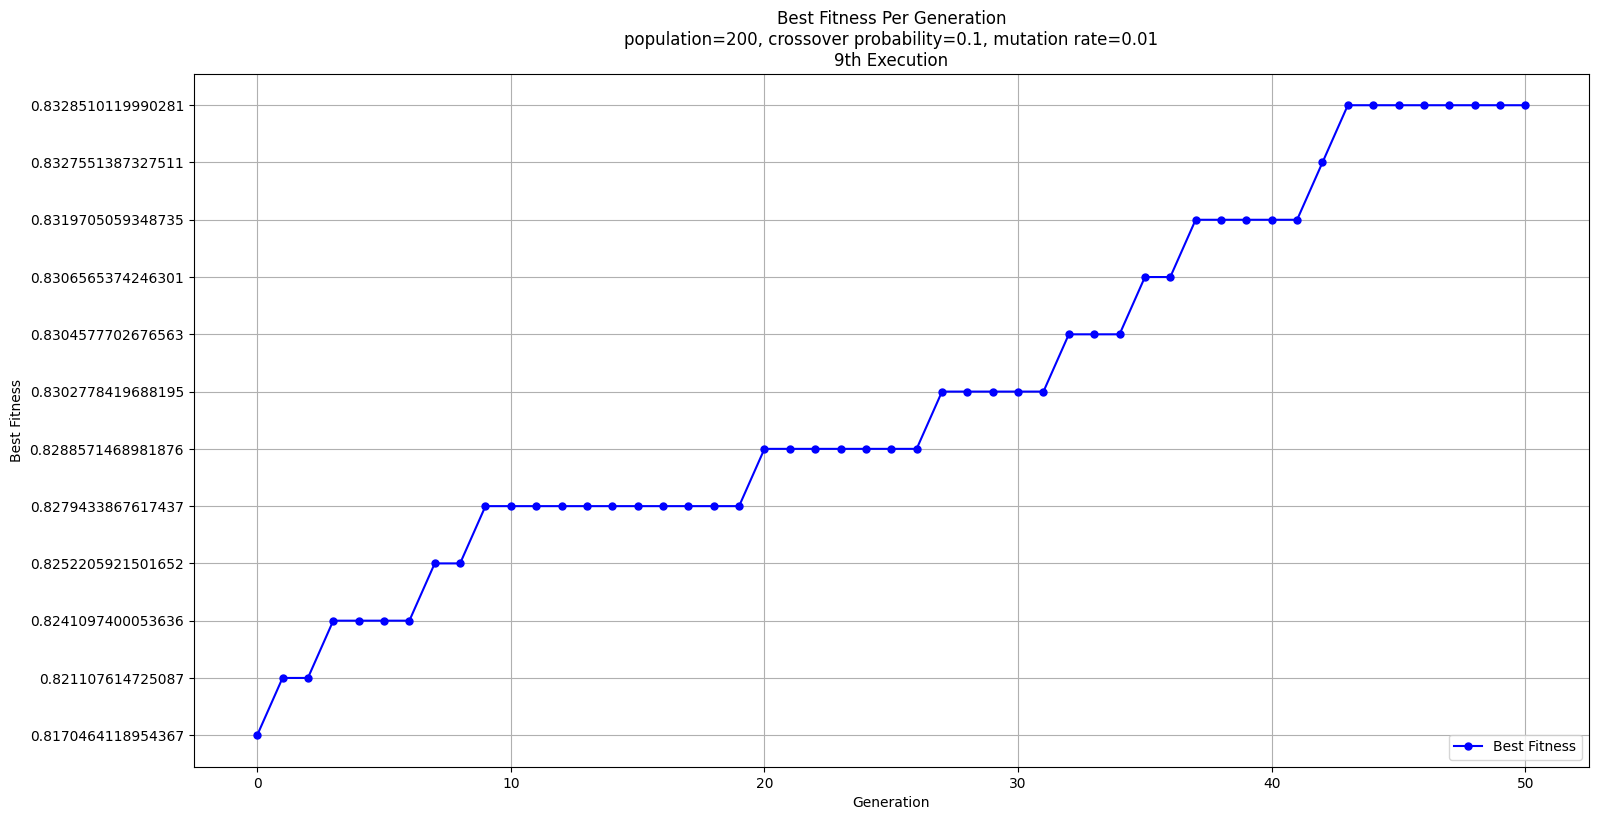 Best Fitness Per Generation
population=200, crossover probability=0.1, mutation rate=0.01
9th Execution
0.8328510119990281
0.8327551387327511
0.8319705059348735
0.8306565374246301
0.8304577702676563
0.8302778419688195
0.8288571468981876
0.8279433867617437
0.8252205921501652
0.8241097400053636
0.821107614725087
0.8170464118954367
Best Fitness
Best Fitness
0 10 20 30 40 50
Generation